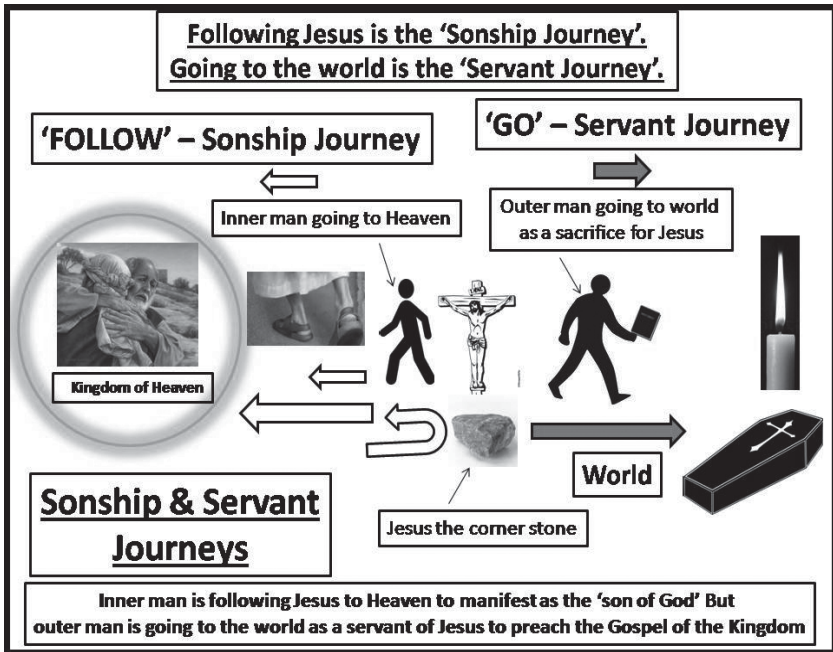 Following Jesus is the ‘Sonship Journey’.
Going to the world is the ‘Servant Journey’.
‘FOLLOW’ – Sonship Journey
‘GO’ – Servant Journey
Inner man going to Heaven
Outer man going to world
as a sacrifice for Jesus
Kingdom of Heaven
World
Sonship & Servant
Journeys
Jesus the corner stone
Inner man is following Jesus to Heaven to manifest as the ‘son of God’ But
outer man is going to the world as a servant of Jesus to preach the Gospel of the Kingdom